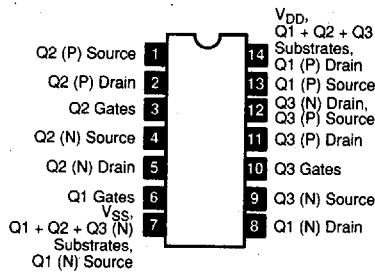 Q2 (P) Source 1
Q2 (P) Drain 2
Q2 Gates 3
Q2 (N) Source 4
Q2 (N) Drain 5
Q1 Gates 6
VSS,
Q1 + Q2 + Q3 (N) 7
Substrates,
Q1 (N) Source
VDD,
Q1 + Q2 + Q3
14 Substrates,
Q1 (P) Drain
13 Q1 (P) Source
12 Q3 (N) Drain,
Q3 (P) Source
11 Q3 (P) Drain
10 Q3 Gates
9 Q3 (N) Source
8 Q1 (N) Drain